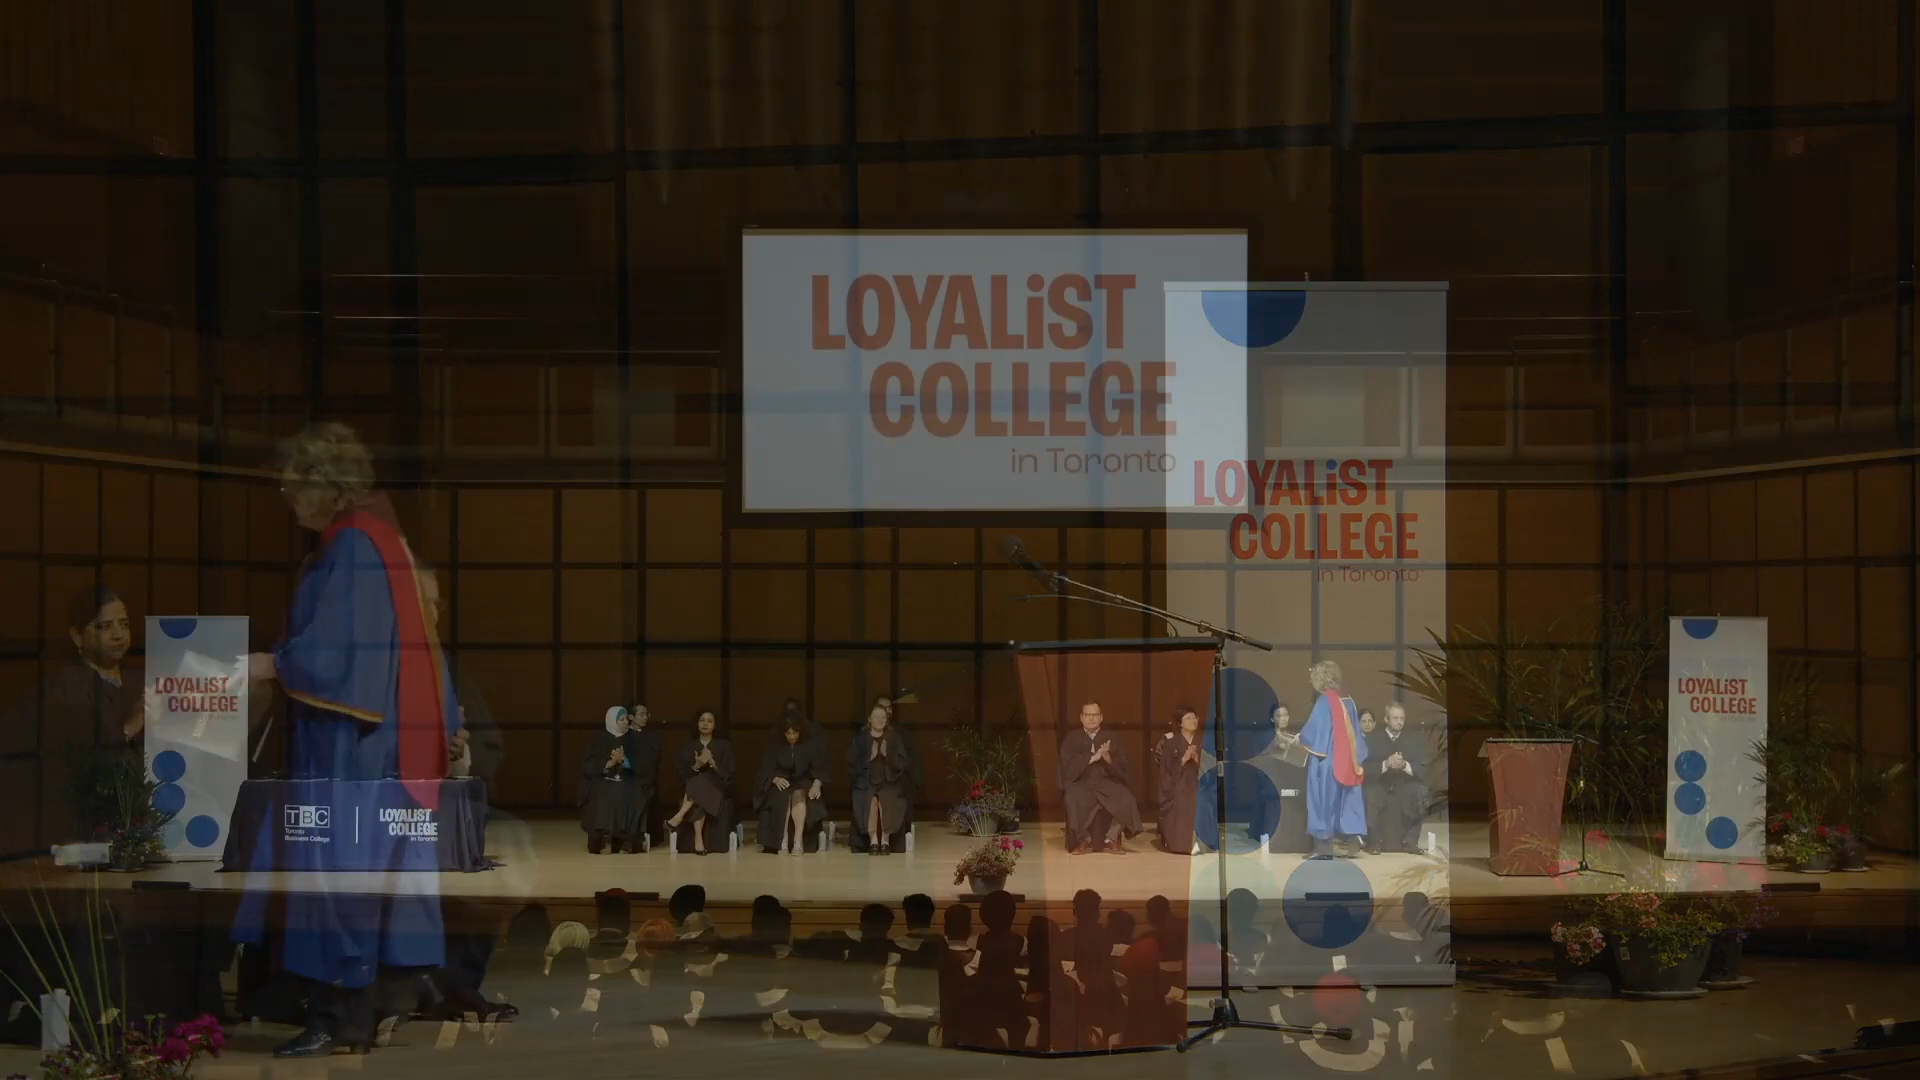 LOYALiST
COLLEGE
in Toronto
LOYALiST
COLLEGE
in Toronto
LOYALiST
COLLEGE
LOYALiST
COLLEGE
TBC
Toronto
Business College
LOYALiST
COLLEGE
in Toronto